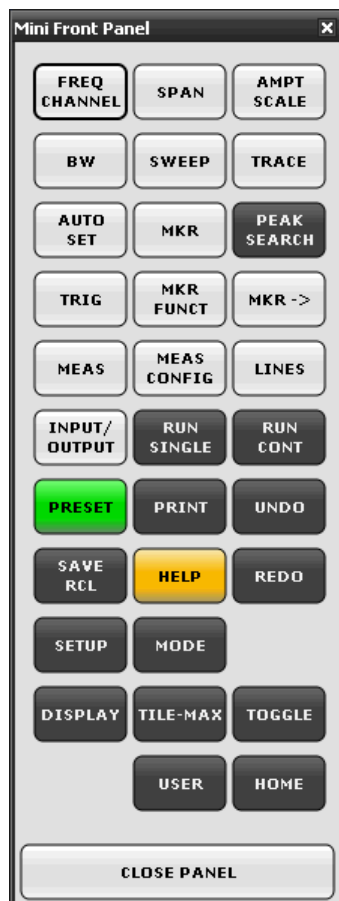 Mini Front Panel
FREQ CHANNEL
SPAN
AMPT SCALE
BW
SWEEP
TRACE
AUTO SET
MKR
PEAK SEARCH
TRIG
MKR FUNCT
MKR ->
MEAS
MEAS CONFIG
LINES
INPUT/ OUTPUT
RUN SINGLE
RUN CONT
PRESET
PRINT
UNDO
SAVE RCL
HELP
REDO
SETUP
MODE
DISPLAY
TILE-MAX
TOGGLE
USER
HOME
CLOSE PANEL